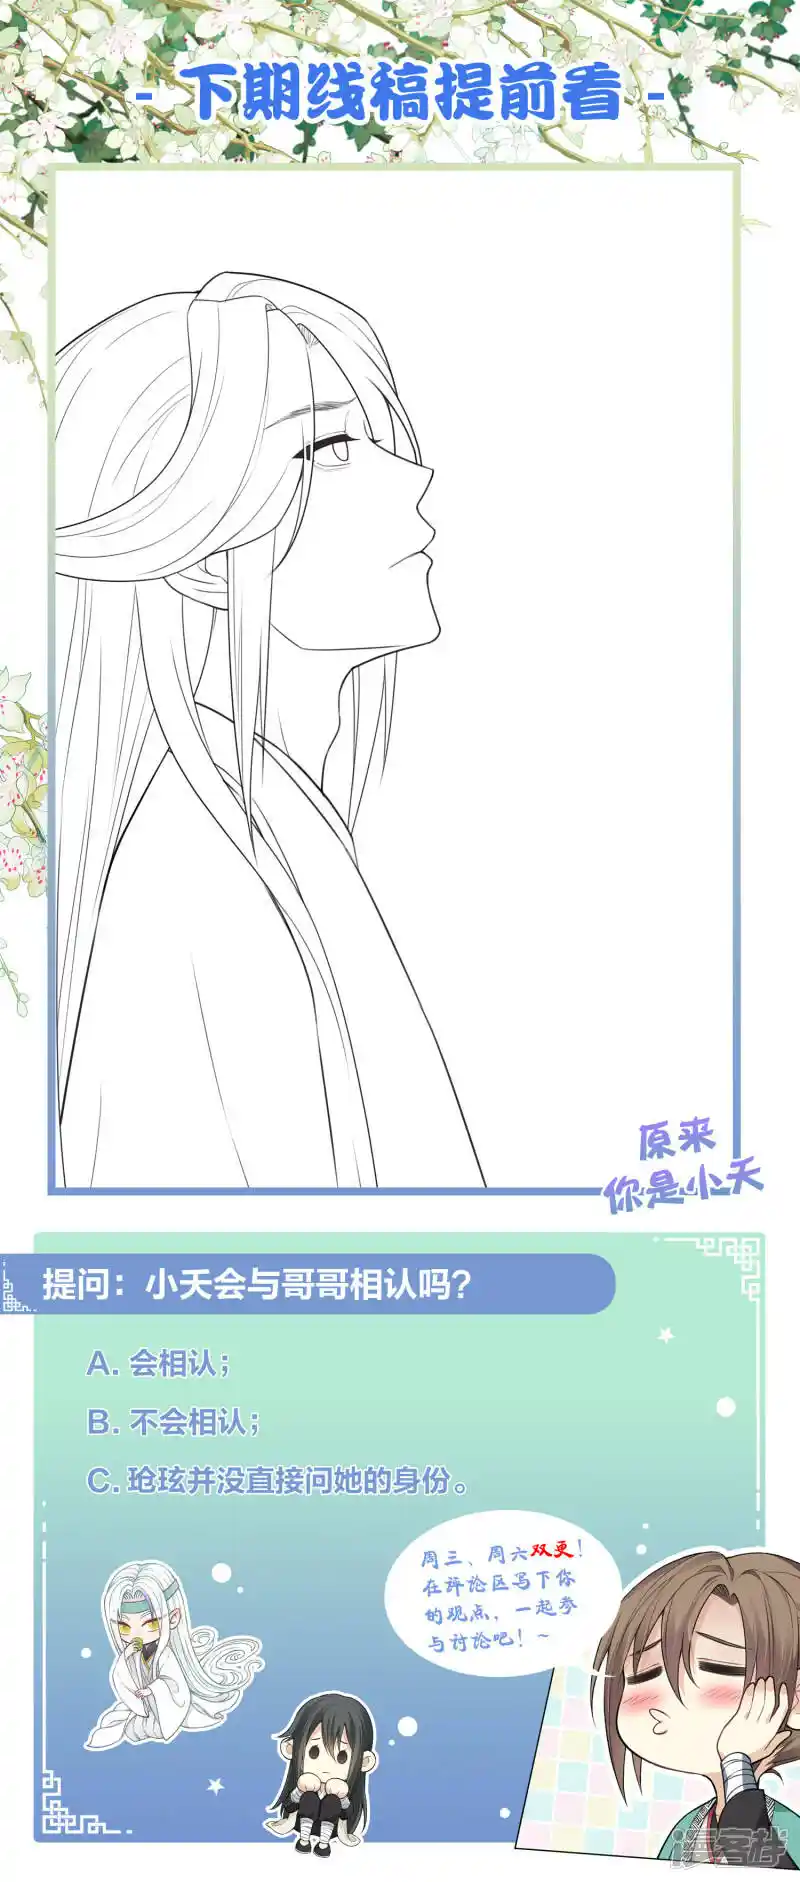 - 下期线稿提前看 -
原来
你是小天
提问：小天会与哥哥相认吗？
A. 会相认；
B. 不会相认；
C. 玱玹并没直接问她的身份。
周三、周六双更！
在评论区写下你
的观点，一起参
与讨论吧！~
漫客栈